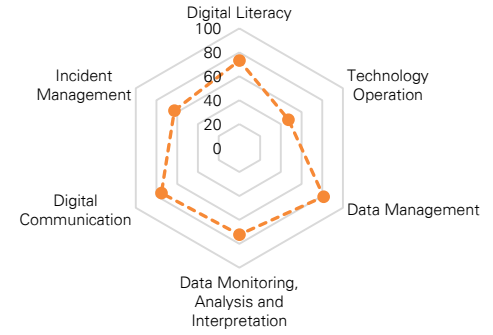 Digital Literacy
100
80
60
40
20
0
Technology
Operation
Data Management
Data Monitoring,
Analysis and
Interpretation
Digital
Communication
Incident
Management